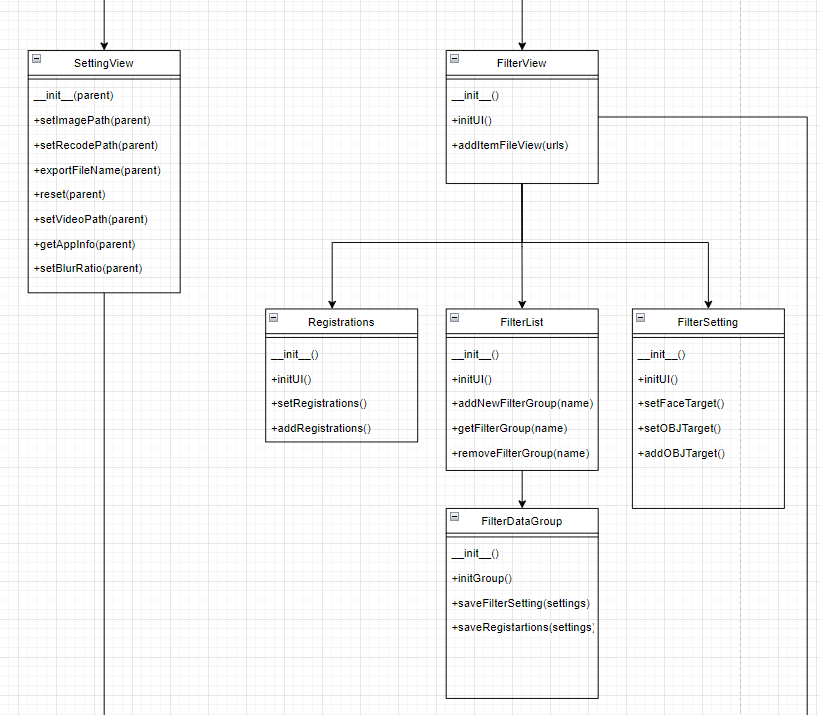 SettingView
__init__(parent)
+setImagePath(parent)
+setRecodePath(parent)
+exportFileName(parent)
+reset(parent)
+setVideoPath(parent)
+getAppInfo(parent)
+setBlurRatio(parent)
FilterView
__init__()
+initUI()
+addItemFileView(urls)
Registrations
__init__()
+initUI()
+setRegistrations()
+addRegistrations()
FilterList
__init__()
+initUI()
+addNewFilterGroup(name)
+getFilterGroup(name)
+removeFilterGroup(name)
FilterSetting
__init__()
+initUI()
+setFaceTarget()
+setOBJTarget()
+addOBJTarget()
FilterDataGroup
__init__()
+initGroup()
+saveFilterSetting(settings)
+saveRegistartions(settings)